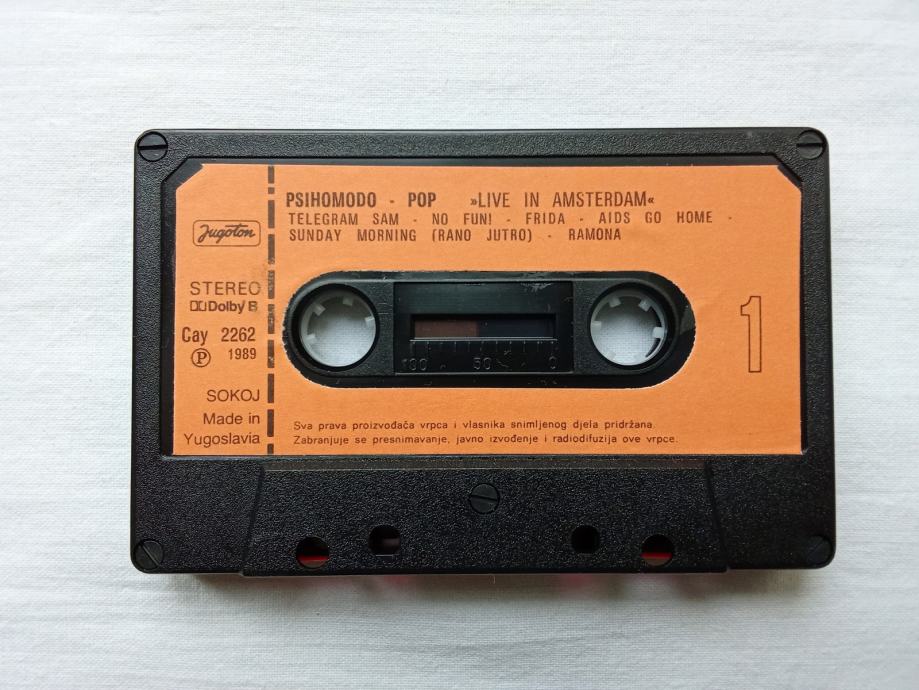 PSIHOMODO - POP »LIVE IN AMSTERDAM«
TELEGRAM SAM - NO FUN! - FRIDA - AIDS GO HOME -
SUNDAY MORNING (RANO JUTRO) - RAMONA
Jugoton
STEREO
Dolby B
Cay 2262
Ⓟ 1989
SOKOJ
Made in
Yugoslavia
100 50 0
1
Sva prava proizvođača vrpca i vlasnika snimljenog djela pridržana.
Zabranjuje se presnimavanje, javno izvođenje i radiodifuzija ove vrpce.